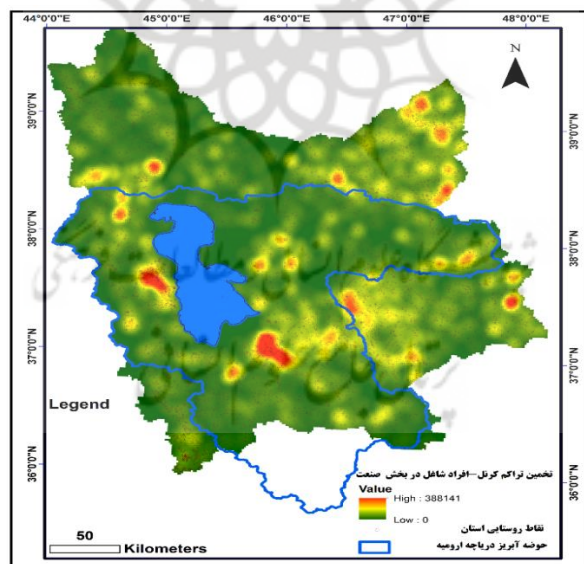 44°0'0"E 45°0'0"E 46°0'0"E 47°0'0"E 48°0'0"E
N
39°0'0"N
39°0'0"N
38°0'0"N
38°0'0"N
37°0'0"N
37°0'0"N
36°0'0"N
36°0'0"N
Legend
تخمین تراکم کرنل–افراد شاغل در بخش صنعت
Value
High : 388141
Low : 0
نقاط روستایی استان
حوضه آبریز دریاچه ارومیه
50
Kilometers